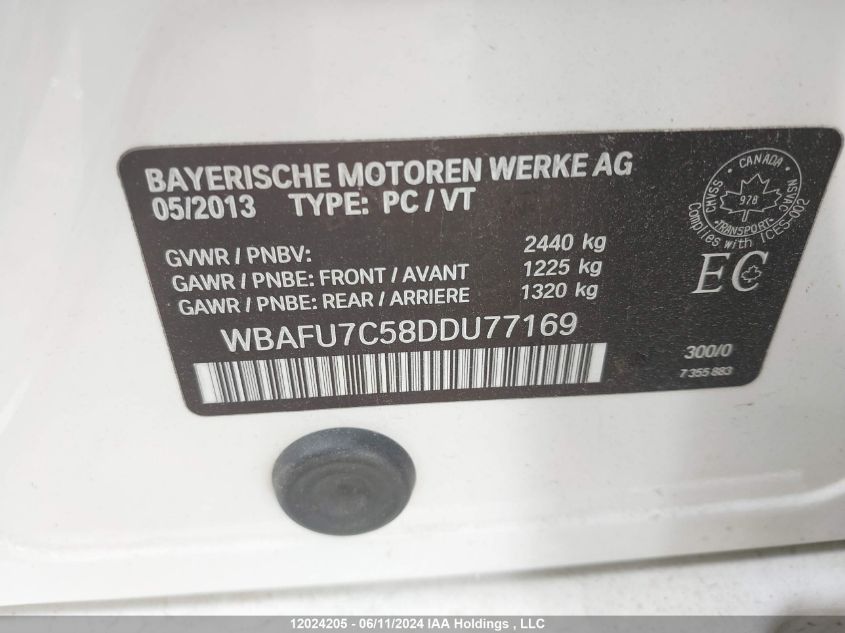 BAYERISCHE MOTOREN WERKE AG
05/2013 TYPE: PC / VT
GVWR / PNBV: 2440 kg
GAWR / PNBE: FRONT / AVANT 1225 kg
GAWR / PNBE: REAR / ARRIERE 1320 kg
WBAFU7C58DDU77169
CANADA
CMVSS
NSVAC
978
TRANSPORT
Complies with ICES-002
EC
300/0
7 355 883
12024205 - 06/11/2024 IAA Holdings , LLC